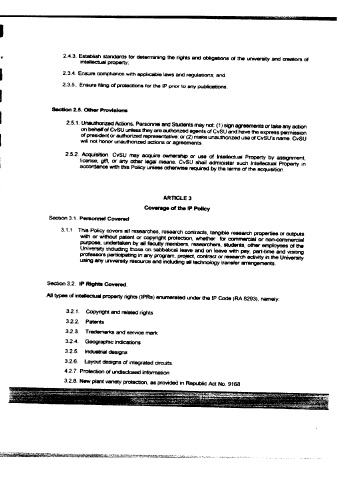 2.4.3. Establish standards for determining the rights and obligations of the university and creators of
intellectual property;
2.3.4. Ensure compliance with applicable laws and regulations; and
2.3.5. Ensure filing of protections for the IP prior to any publications.
Section 2.5. Other Provisions
2.5.1. Unauthorized Actions. Personnel and Students may not: (1) sign agreements or take any action
on behalf of CvSU unless they are authorized agents of CvSU and have the express permission
of president or authorized representative; or (2) make unauthorized use of CvSU's name. CvSU
will not honor unauthorized actions or agreements.
2.5.2. Acquisition. CvSU may acquire ownership or use of Intellectual Property by assignment,
license, gift, or any other legal means. CvSU shall administer such Intellectual Property in
accordance with this Policy unless otherwise required by the terms of the acquisition.
ARTICLE 3
Coverage of the IP Policy
Section 3.1. Personnel Covered
3.1.1 This Policy covers all researches, research contracts, tangible research properties or outputs
with or without patent or copyright protection, whether for commercial or non-commercial
purpose, undertaken by all faculty members, researchers, students, other employees of the
University including those on sabbatical leave and on leave with pay, part-time and visiting
professors participating in any program, project, contract or research activity in the University
using any university resource and including all technology transfer arrangements.
Section 3.2. IP Rights Covered.
All types of intellectual property rights (IPRs) enumerated under the IP Code (RA 8293), namely:
3.2.1. Copyright and related rights
3.2.2. Patents
3.2.3. Trademarks and service mark
3.2.4. Geographic indications
3.2.5. Industrial designs
3.2.6. Layout designs of integrated circuits
4.2.7. Protection of undisclosed information
3.2.8. New plant variety protection, as provided in Republic Act No. 9168